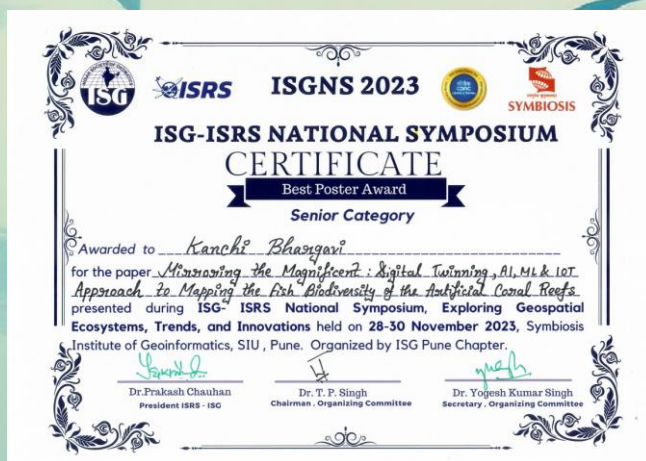 ISG
ISRS
ISGNS 2023
SYMBIOSIS
ISG-ISRS NATIONAL SYMPOSIUM
CERTIFICATE
Best Poster Award
Senior Category
Awarded to Kanchi Bhargavi
for the paper Mirroring the Magnificent : Digital Twinning, AI, ML & IOT
Approach to Mapping the Fish Biodiversity of the Artificial Coral Reefs
presented during ISG- ISRS National Symposium, Exploring Geospatial
Ecosystems, Trends, and Innovations held on 28-30 November 2023, Symbiosis
Institute of Geoinformatics, SIU , Pune. Organized by ISG Pune Chapter.
Dr.Prakash Chauhan
President ISRS - ISG
Dr. T. P. Singh
Chairman , Organizing Committee
Dr. Yogesh Kumar Singh
Secretary , Organizing Committee